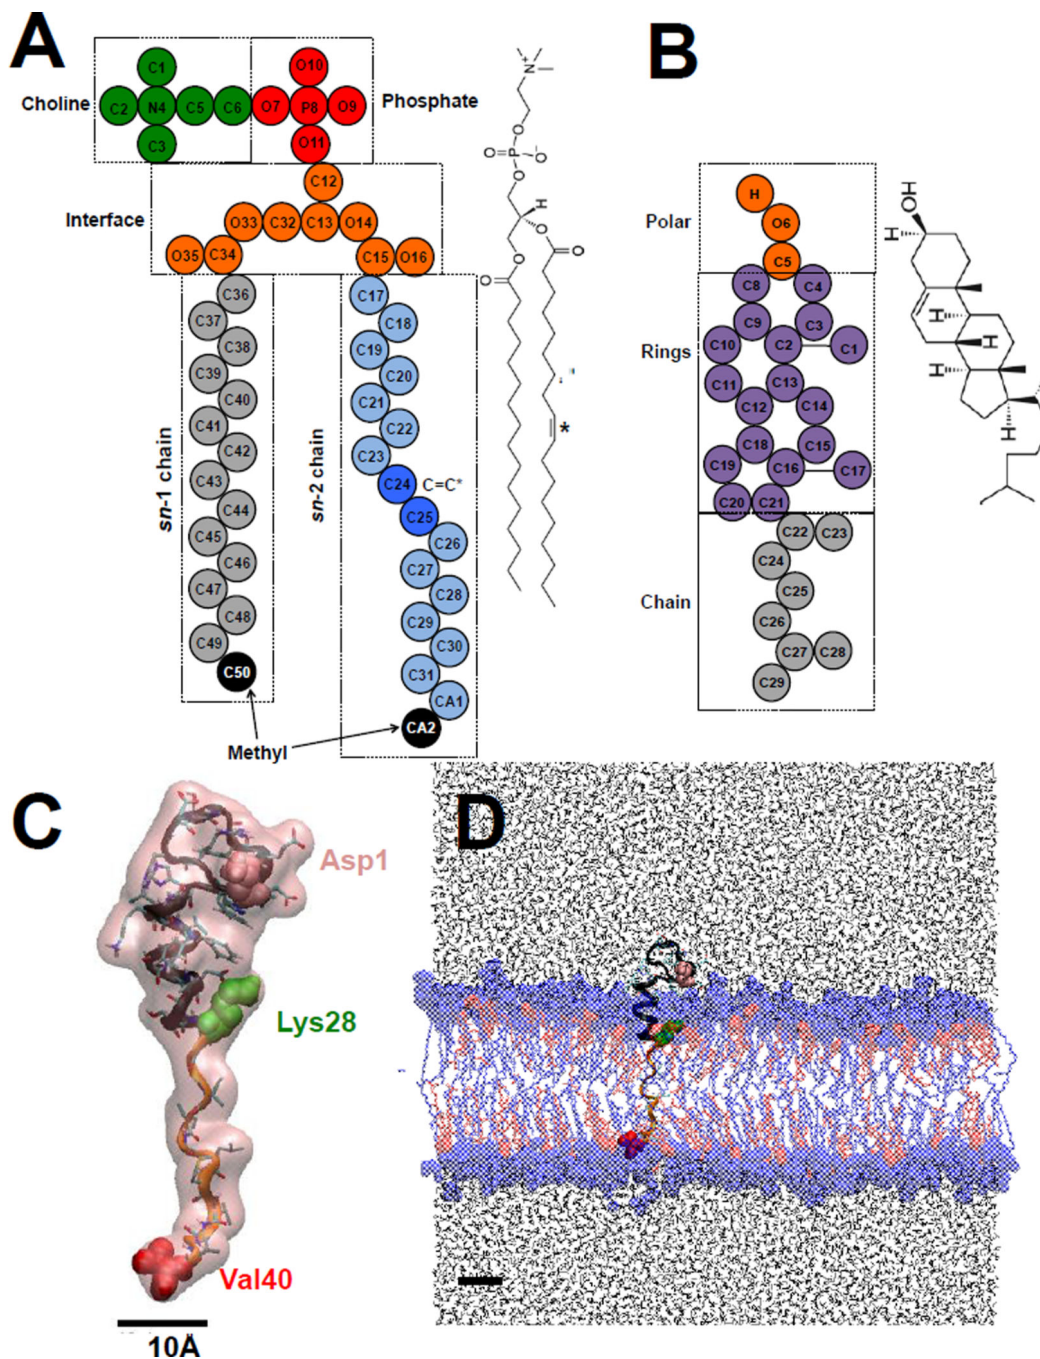 A
B
C1
O10
Choline
C2
N4
C5
C6
O7
P8
O9
Phosphate
C3
O11
C12
Interface
O33
C32
C13
O14
O35
C34
C15
O16
C36
C37
C38
C39
C40
C41
C42
C43
C44
C45
C46
C47
C48
C49
C50
sn-1 chain
C17
C18
C19
C20
C21
C22
C23
C24
C=C*
C25
C26
C27
C28
C29
C30
C31
CA1
CA2
sn-2 chain
Methyl
N+
O
O=P
O-
O
H
O
O
O
O
*
Polar
H
O6
C5
Rings
C8
C4
C9
C3
C10
C2
C1
C11
C13
C12
C14
C18
C15
C19
C16
C17
C20
C21
Chain
C22
C23
C24
C25
C26
C27
C28
C29
OH
H
H
H
H
H
C
Asp1
Lys28
Val40
10Å
D